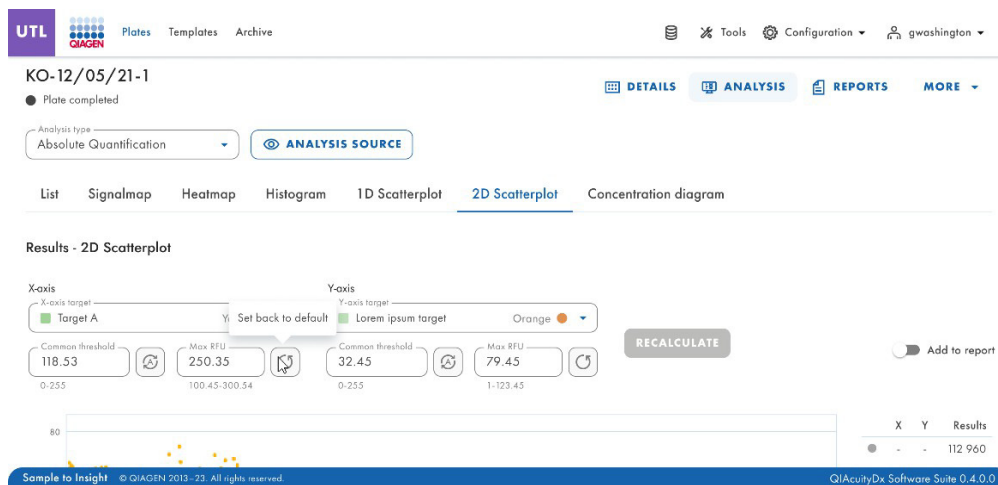 UTL QIAGEN Plates Templates Archive Tools Configuration gwashington
KO-12/05/21-1
Plate completed
DETAILS ANALYSIS REPORTS MORE
Analysis type
Absolute Quantification ANALYSIS SOURCE
List Signalmap Heatmap Histogram 1D Scatterplot 2D Scatterplot Concentration diagram
Results - 2D Scatterplot
X-axis Y-axis
X-axis target Y-axis target
Target A Set back to default Lorem ipsum target Orange
Common threshold Max RFU Common threshold Max RFU RECALCULATE
118.53 A 250.35 32.45 A 79.45 Add to report
0-255 100.45-300.54 0-255 1-123.45
X Y Results
80
- - 112 960
Sample to Insight © QIAGEN 2013–23. All rights reserved. QIAcuityDx Software Suite 0.4.0.0